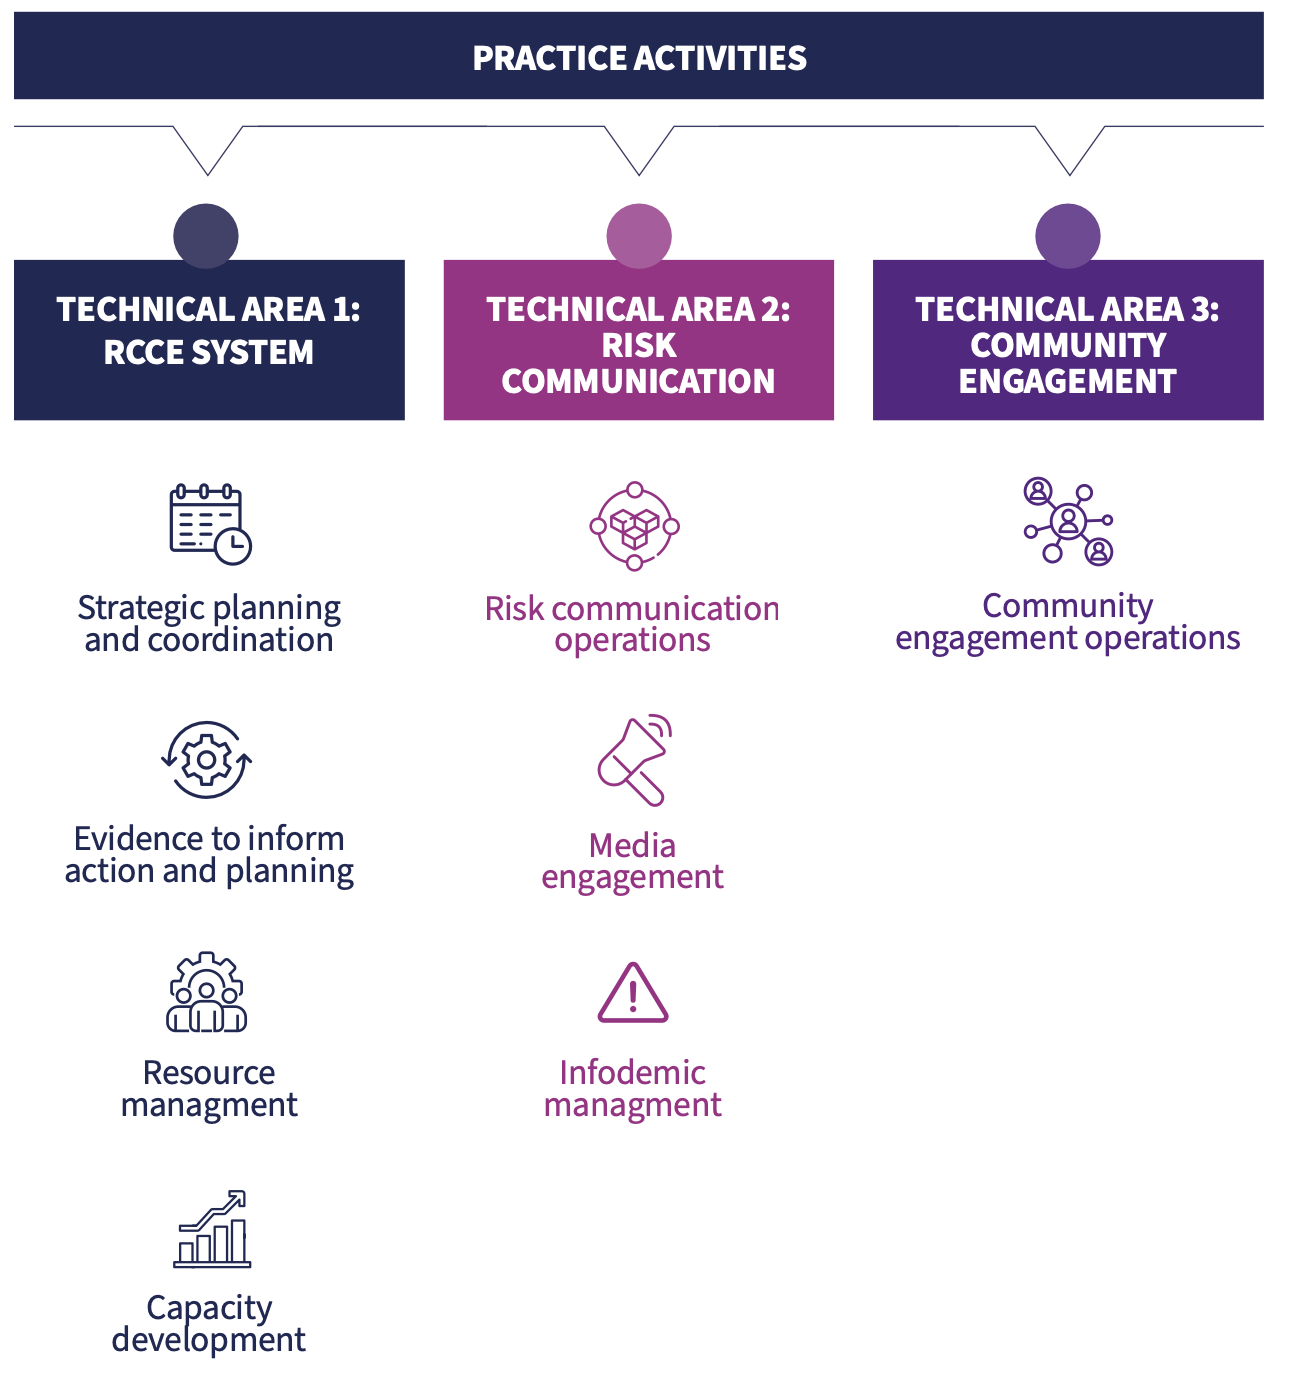 PRACTICE ACTIVITIES
TECHNICAL AREA 1:
RCCE SYSTEM
Strategic planning
and coordination
Evidence to inform
action and planning
Resource
managment
Capacity
development
TECHNICAL AREA 2:
RISK
COMMUNICATION
Risk communication
operations
Media
engagement
Infodemic
managment
TECHNICAL AREA 3:
COMMUNITY
ENGAGEMENT
Community
engagement operations